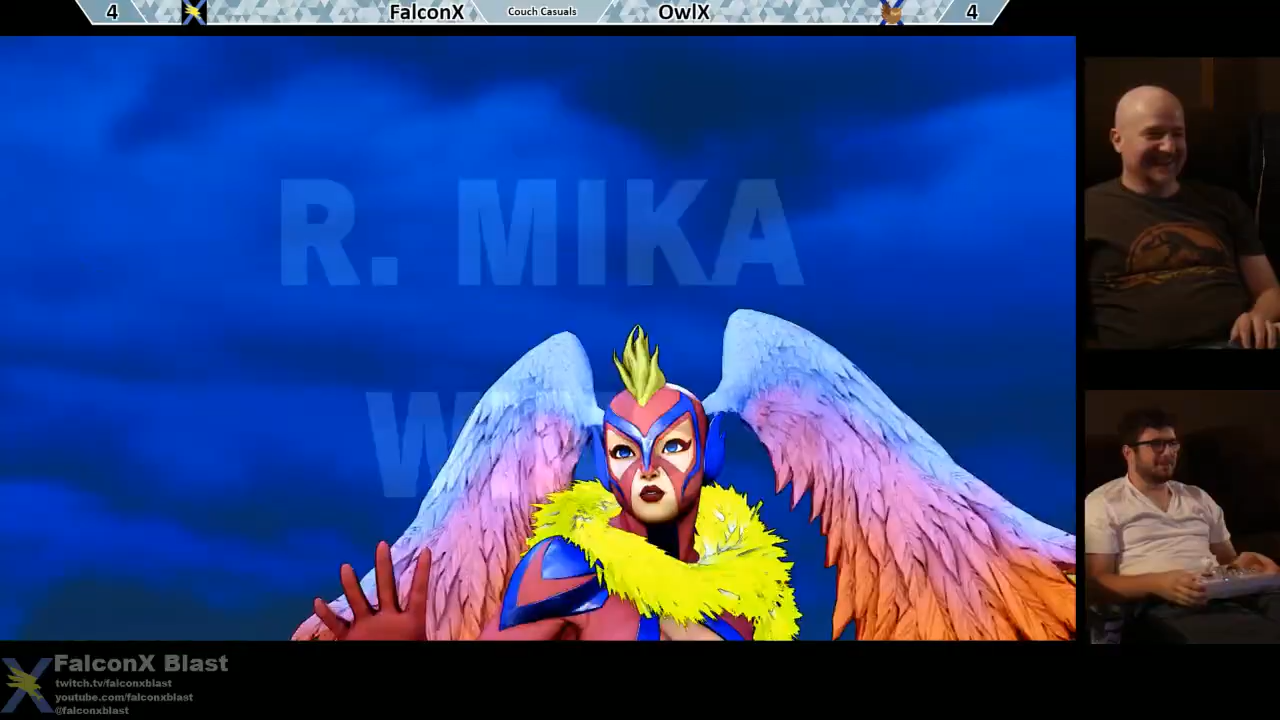 4 FalconX Couch Casuals OwlX 4
R. MIKA
W
FalconX Blast
twitch.tv/falconxblast
youtube.com/falconxblast
@falconxblast